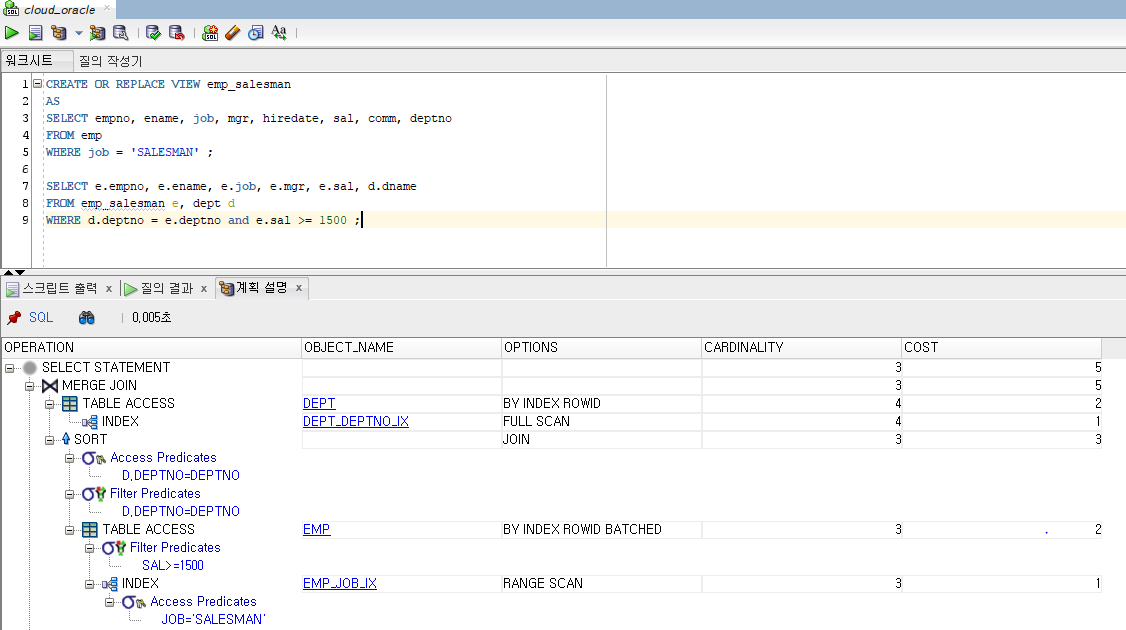 cloud_oracle
워크시트 질의 작성기
1 CREATE OR REPLACE VIEW emp_salesman
2 AS
3 SELECT empno, ename, job, mgr, hiredate, sal, comm, deptno
4 FROM emp
5 WHERE job = 'SALESMAN' ;
6
7 SELECT e.empno, e.ename, e.job, e.mgr, e.sal, d.dname
8 FROM emp_salesman e, dept d
9 WHERE d.deptno = e.deptno and e.sal >= 1500 ;
스크립트 출력 x 질의 결과 x 계획 설명 x
SQL 0,005초
OPERATION OBJECT_NAME OPTIONS CARDINALITY COST
SELECT STATEMENT 3 5
MERGE JOIN 3 5
TABLE ACCESS DEPT BY INDEX ROWID 4 2
INDEX DEPT_DEPTNO_IX FULL SCAN 4 1
SORT JOIN 3 3
Access Predicates
D,DEPTNO=DEPTNO
Filter Predicates
D,DEPTNO=DEPTNO
TABLE ACCESS EMP BY INDEX ROWID BATCHED 3 2
Filter Predicates
SAL>=1500
INDEX EMP_JOB_IX RANGE SCAN 3 1
Access Predicates
JOB='SALESMAN'